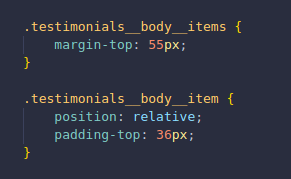 .testimonials__body__items {
    margin-top: 55px;
}

.testimonials__body__item {
    position: relative;
    padding-top: 36px;
}